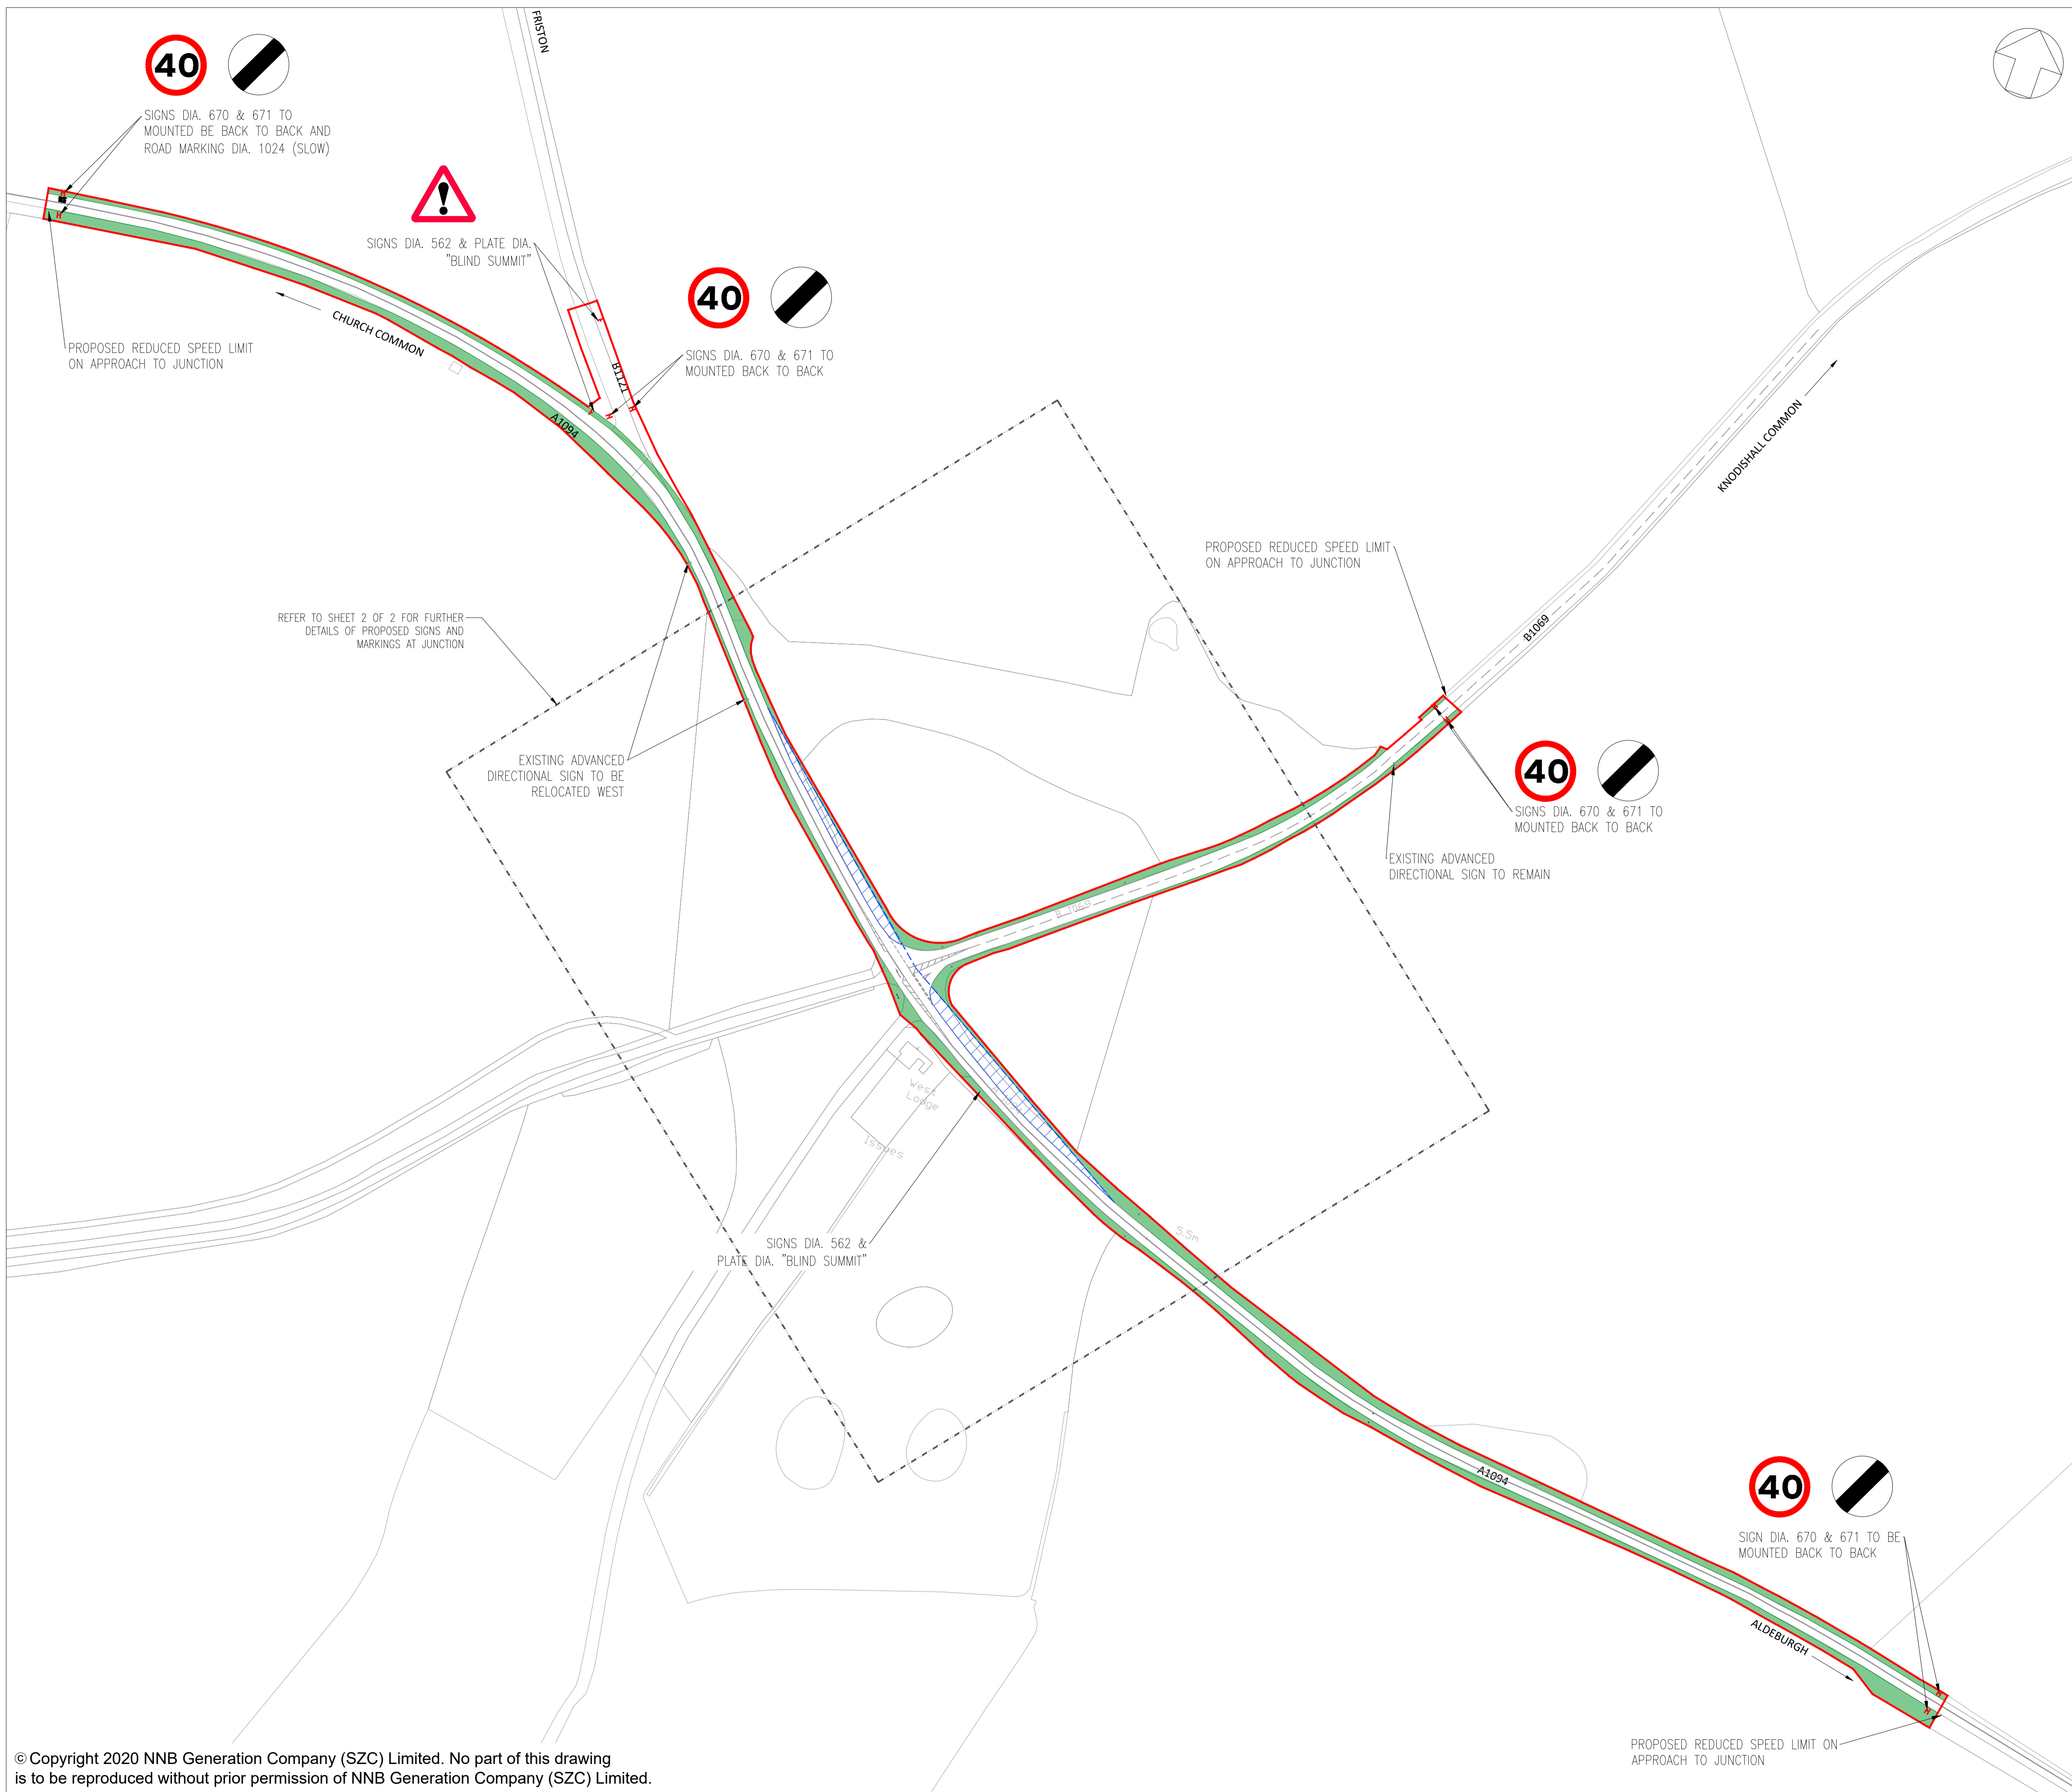 FRISTON
40
SIGNS DIA. 670 & 671 TO
MOUNTED BE BACK TO BACK AND
ROAD MARKING DIA. 1024 (SLOW)
!
SIGNS DIA. 562 & PLATE DIA.
"BLIND SUMMIT"
40
SIGNS DIA. 670 & 671 TO
MOUNTED BACK TO BACK
B1121
CHURCH COMMON
PROPOSED REDUCED SPEED LIMIT
ON APPROACH TO JUNCTION
A1094
KNODISHALL COMMON
PROPOSED REDUCED SPEED LIMIT
ON APPROACH TO JUNCTION
B1069
REFER TO SHEET 2 OF 2 FOR FURTHER
DETAILS OF PROPOSED SIGNS AND
MARKINGS AT JUNCTION
EXISTING ADVANCED
DIRECTIONAL SIGN TO BE
RELOCATED WEST
40
SIGNS DIA. 670 & 671 TO
MOUNTED BACK TO BACK
EXISTING ADVANCED
DIRECTIONAL SIGN TO REMAIN
B 1069
West
Lodge
Issues
SIGNS DIA. 562 &
PLATE DIA. "BLIND SUMMIT"
5.5m
A1094
40
SIGN DIA. 670 & 671 TO BE
MOUNTED BACK TO BACK
ALDEBURGH
PROPOSED REDUCED SPEED LIMIT ON
APPROACH TO JUNCTION
© Copyright 2020 NNB Generation Company (SZC) Limited. No part of this drawing
is to be reproduced without prior permission of NNB Generation Company (SZC) Limited.